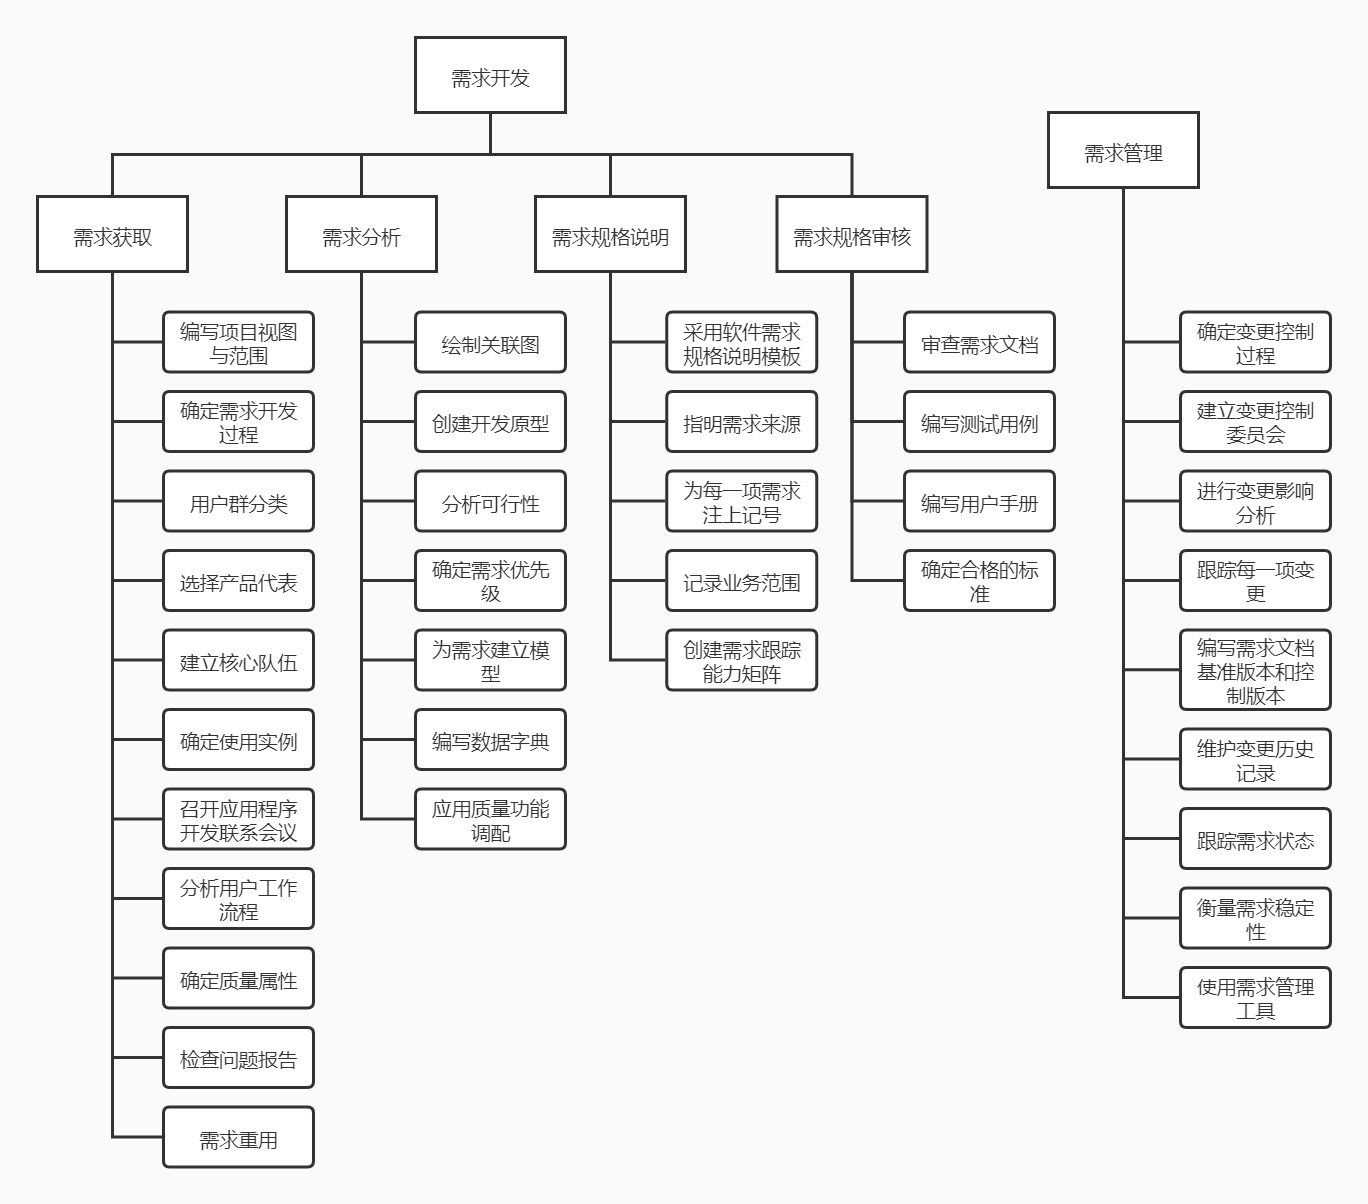 需求开发
需求管理
需求获取
需求分析
需求规格说明
需求规格审核
编写项目视图
与范围
确定需求开发
过程
用户群分类
选择产品代表
建立核心队伍
确定使用实例
召开应用程序
开发联系会议
分析用户工作
流程
确定质量属性
检查问题报告
需求重用
绘制关联图
创建开发原型
分析可行性
确定需求优先
级
为需求建立模
型
编写数据字典
应用质量功能
调配
采用软件需求
规格说明模板
指明需求来源
为每一项需求
注上记号
记录业务范围
创建需求跟踪
能力矩阵
审查需求文档
编写测试用例
编写用户手册
确定合格的标
准
确定变更控制
过程
建立变更控制
委员会
进行变更影响
分析
跟踪每一项变
更
编写需求文档
基准版本和控
制版本
维护变更历史
记录
跟踪需求状态
衡量需求稳定
性
使用需求管理
工具